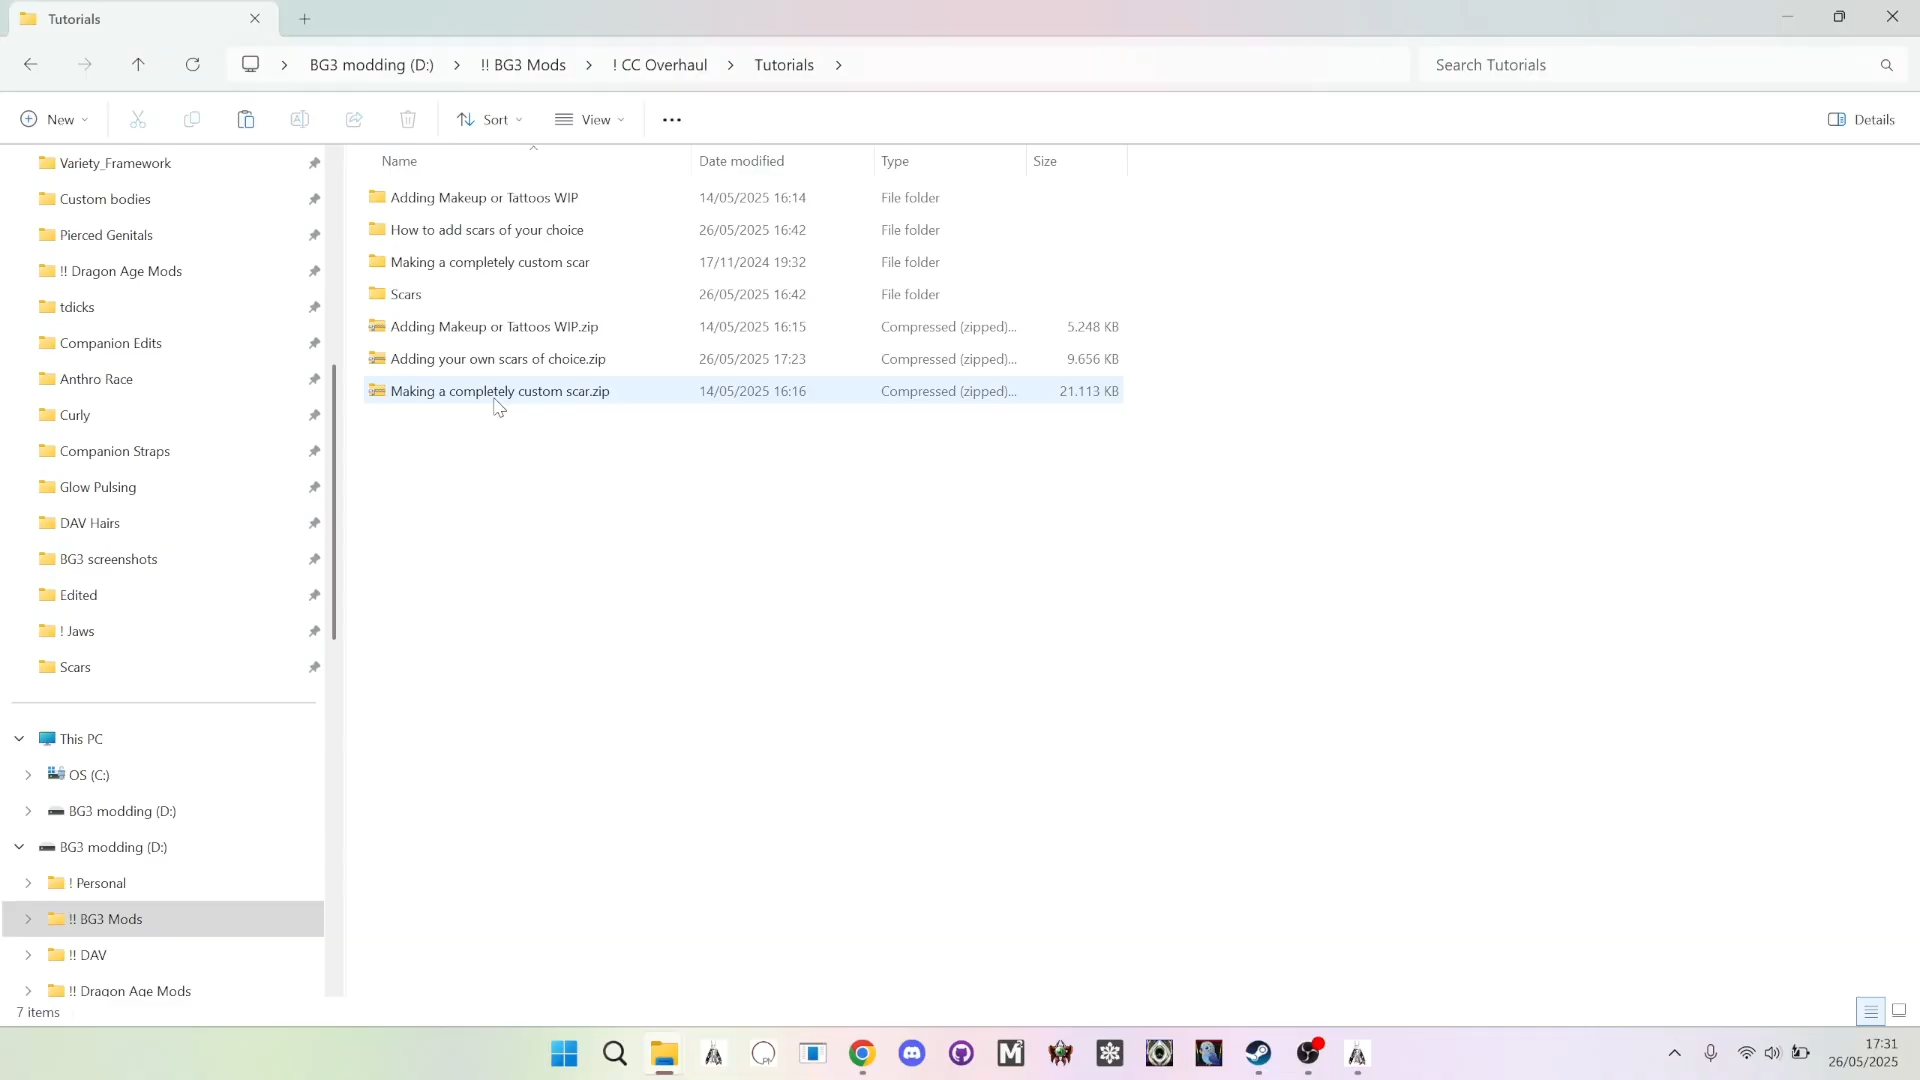 Tutorials
BG3 modding (D:) !! BG3 Mods ! CC Overhaul Tutorials
Search Tutorials
New Sort View Details
Name Date modified Type Size
Adding Makeup or Tattoos WIP 14/05/2025 16:14 File folder
How to add scars of your choice 26/05/2025 16:42 File folder
Making a completely custom scar 17/11/2024 19:32 File folder
Scars 26/05/2025 16:42 File folder
Adding Makeup or Tattoos WIP.zip 14/05/2025 16:15 Compressed (zipped)... 5.248 KB
Adding your own scars of choice.zip 26/05/2025 17:23 Compressed (zipped)... 9.656 KB
Making a completely custom scar.zip 14/05/2025 16:16 Compressed (zipped)... 21.113 KB
Variety_Framework
Custom bodies
Pierced Genitals
!! Dragon Age Mods
tdicks
Companion Edits
Anthro Race
Curly
Companion Straps
Glow Pulsing
DAV Hairs
BG3 screenshots
Edited
! Jaws
Scars
This PC
OS (C:)
BG3 modding (D:)
BG3 modding (D:)
! Personal
!! BG3 Mods
!! DAV
!! Dragon Age Mods
7 items
17:31
26/05/2025